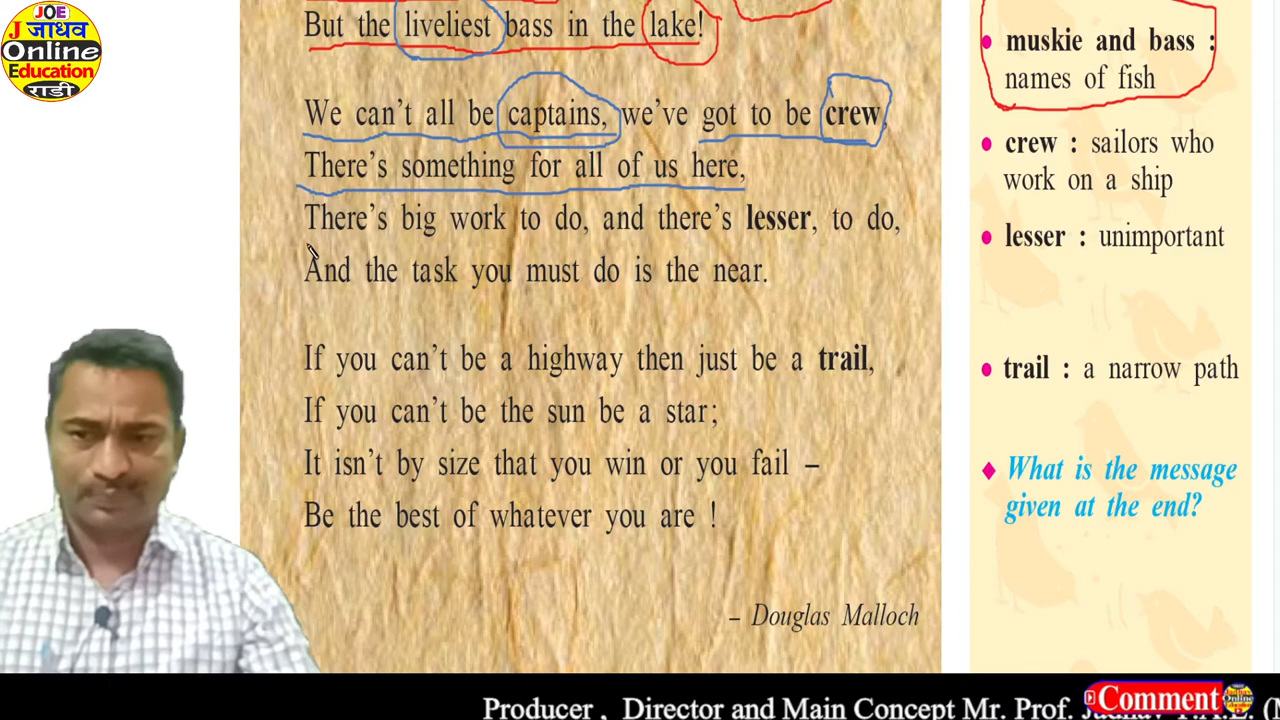 JOE
J जाधव
Online
Education
राडी
But the liveliest bass in the lake!
We can't all be captains, we've got to be crew,
There's something for all of us here,
There's big work to do, and there's lesser, to do,
And the task you must do is the near.
If you can't be a highway then just be a trail,
If you can't be the sun be a star;
It isn't by size that you win or you fail –
Be the best of whatever you are !
– Douglas Malloch
• muskie and bass :
names of fish
• crew : sailors who
work on a ship
• lesser : unimportant
• trail : a narrow path
♦ What is the message
given at the end?
Producer , Director and Main Concept Mr. Prof.
Comment